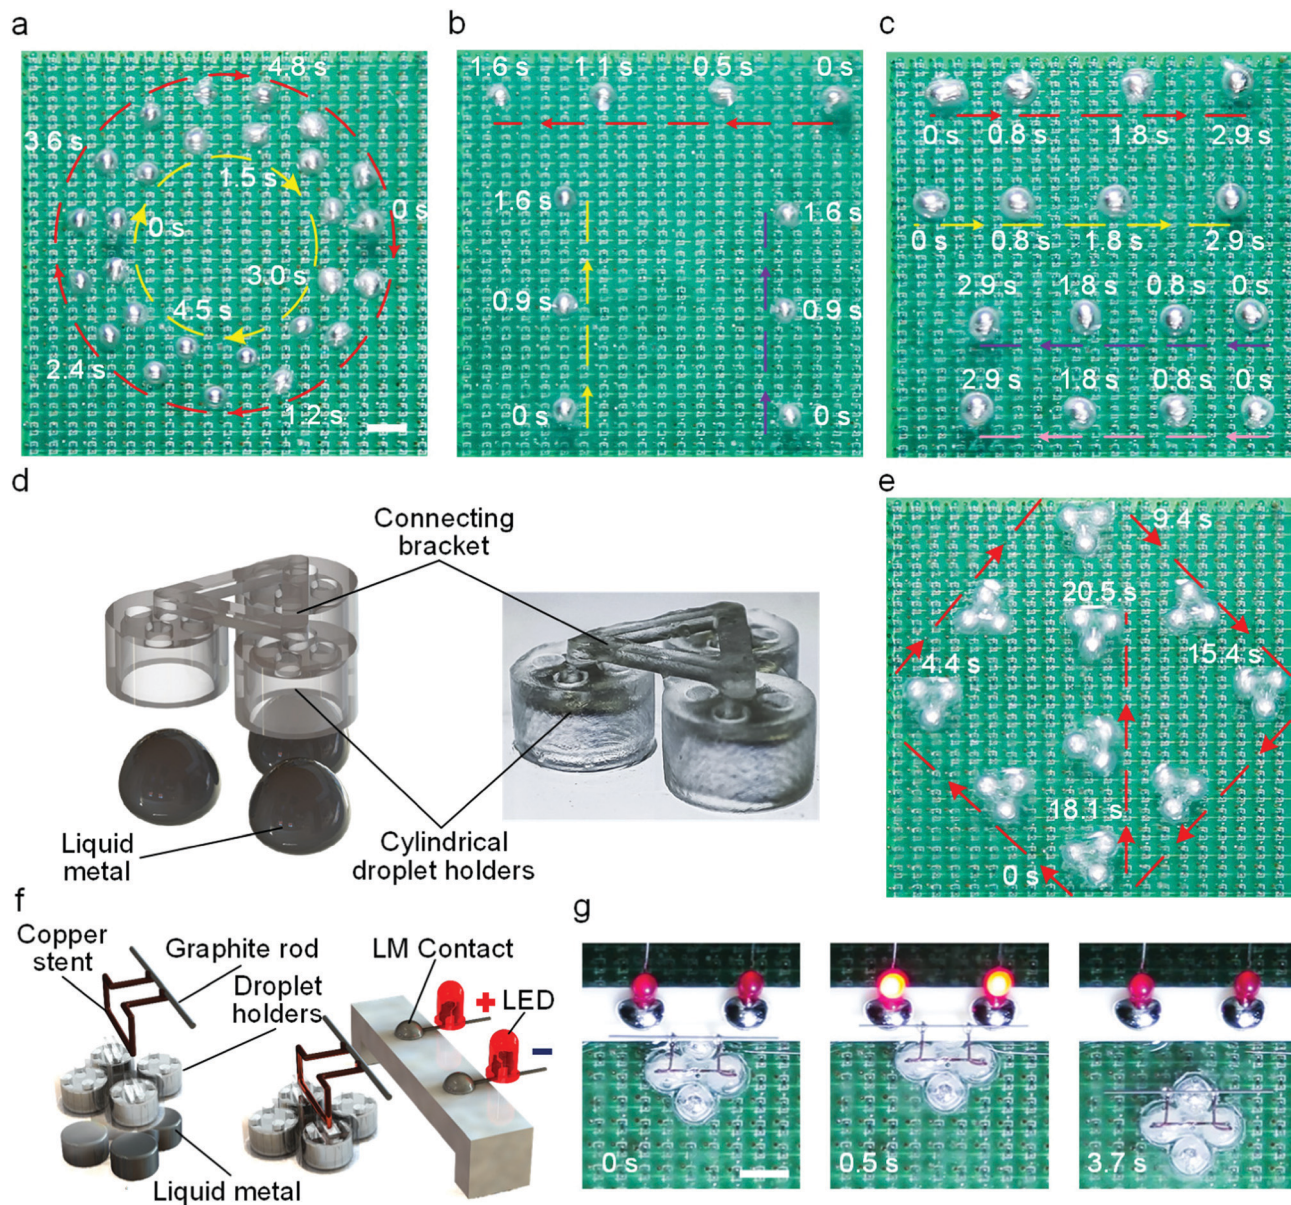 a
4.8 s
3.6 s
1.5 s
0 s
0 s
3.0 s
4.5 s
2.4 s
1.2 s
b
1.6 s
1.1 s
0.5 s
0 s
1.6 s
1.6 s
0.9 s
0.9 s
0 s
0 s
c
0 s
0.8 s
1.8 s
2.9 s
0 s
0.8 s
1.8 s
2.9 s
2.9 s
1.8 s
0.8 s
0 s
2.9 s
1.8 s
0.8 s
0 s
d
Connecting
bracket
Liquid
metal
Cylindrical
droplet holders
e
9.4 s
20.5 s
4.4 s
15.4 s
18.1 s
0 s
f
Copper
stent
Graphite rod
Droplet
holders
LM Contact
+ LED
-
Liquid metal
g
0 s
0.5 s
3.7 s